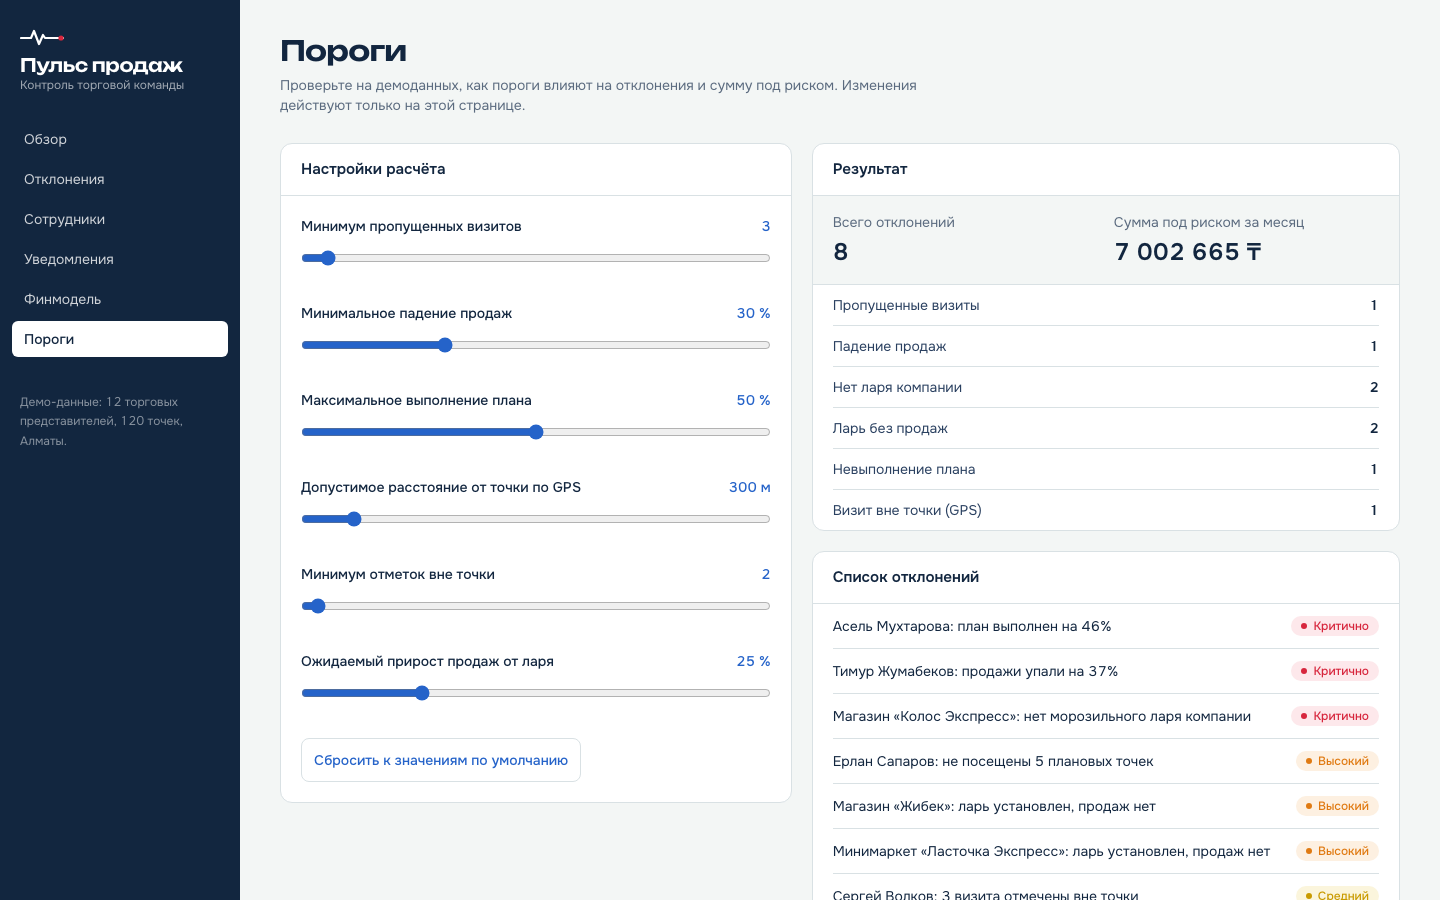 Пульс продаж
Контроль торговой команды
Обзор
Отклонения
Сотрудники
Уведомления
Финмодель
Пороги
Демо-данные: 12 торговых
представителей, 120 точек,
Алматы.
Пороги
Проверьте на демоданных, как пороги влияют на отклонения и сумму под риском. Изменения
действуют только на этой странице.
Настройки расчёта
Минимум пропущенных визитов 3
Минимальное падение продаж 30 %
Максимальное выполнение плана 50 %
Допустимое расстояние от точки по GPS 300 м
Минимум отметок вне точки 2
Ожидаемый прирост продаж от ларя 25 %
Сбросить к значениям по умолчанию
Результат
Всего отклонений
8
Сумма под риском за месяц
7 002 665 ₸
Пропущенные визиты 1
Падение продаж 1
Нет ларя компании 2
Ларь без продаж 2
Невыполнение плана 1
Визит вне точки (GPS) 1
Список отклонений
Асель Мухтарова: план выполнен на 46% Критично
Тимур Жумабеков: продажи упали на 37% Критично
Магазин «Колос Экспресс»: нет морозильного ларя компании Критично
Ерлан Сапаров: не посещены 5 плановых точек Высокий
Магазин «Жибек»: ларь установлен, продаж нет Высокий
Минимаркет «Ласточка Экспресс»: ларь установлен, продаж нет Высокий
Сергей Волков: 3 визита отмечены вне точки Средний